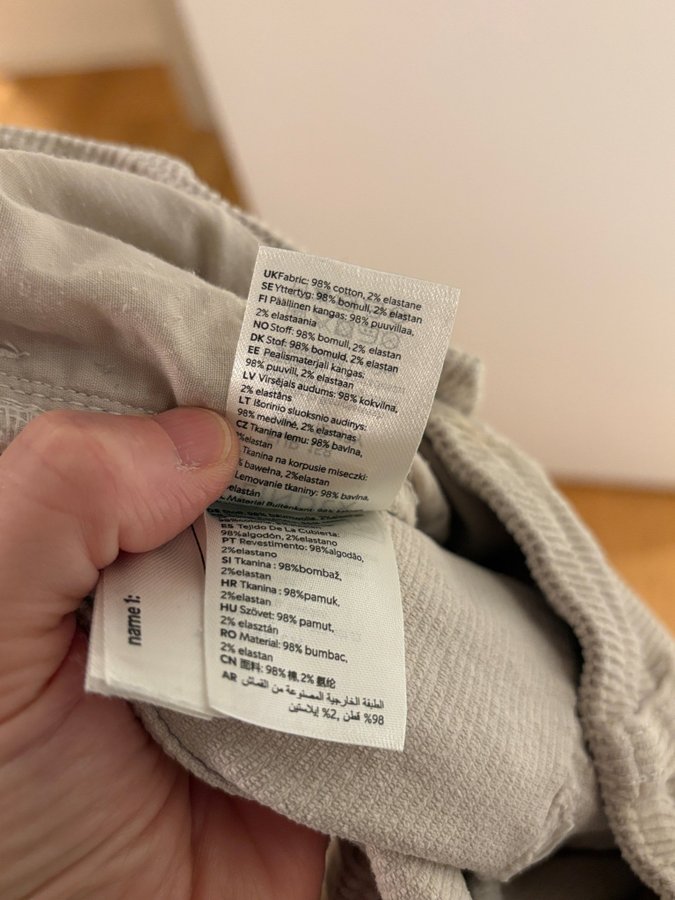 UK Fabric: 98% cotton, 2% elastane
SE Yttertyg: 98% bomull, 2% elastan
FI Päällinen kangas: 98% puuvillaa,
2% elastaania
NO Stoff: 98% bomull, 2% elastan
DK Stof: 98% bomuld, 2% elastan
EE Pealismaterjali kangas:
98% puuvill, 2% elastaan
LV Virsējais audums: 98% kokvilna,
2% elastāns
LT Išorinio sluoksnio audinys:
98% medvilnė, 2% elastanas
CZ Tkanina lemu: 98% bavlna,
%elastan
Tkanina na korpusie miseczki:
% bawełna, 2%elastan
Lemovanie tkaniny: 98% bavlna,
elastán
Material Buitenkant: 98%
ES Tejido De La Cubierta:
98%algodón, 2%elastano
PT Revestimento: 98%algodão,
2%elastano
SI Tkanina : 98%bombaž,
2%elastan
HR Tkanina : 98%pamuk,
2%elastan
HU Szövet: 98% pamut,
2% elasztán
RO Material: 98% bumbac,
2% elastan
CN 面料: 98% 棉, 2% 氨纶
AR الطبقة الخارجية المصنوعة من القماش
98% قطن ,2% إيلاستين
name 1: